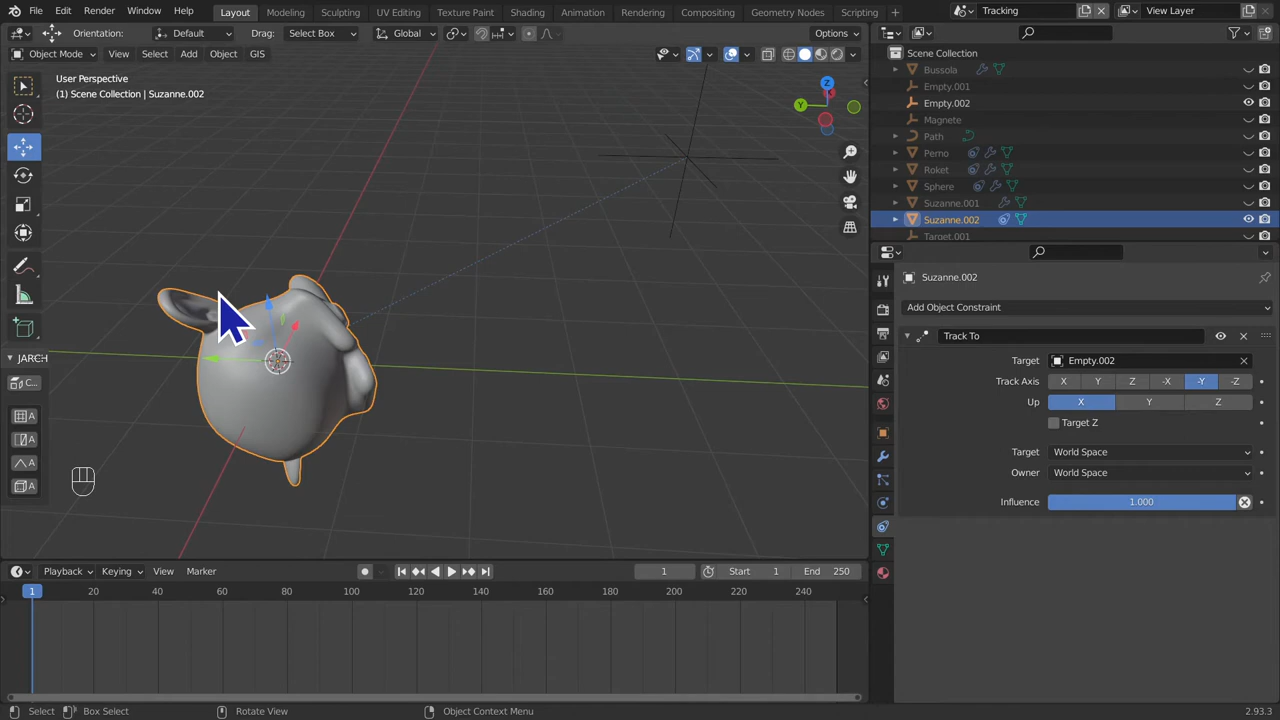 File Edit Render Window Help Layout Modeling Sculpting UV Editing Texture Paint Shading Animation Rendering Compositing Geometry Nodes Scripting + Tracking View Layer
Orientation: Default Drag: Select Box Global Options
Object Mode View Select Add Object GIS
User Perspective
(1) Scene Collection | Suzanne.002
Z
Y
JARCH
C...
A
A
A
A
Scene Collection
Bussola
Empty.001
Empty.002
Magnete
Path
Perno
Roket
Sphere
Suzanne.001
Suzanne.002
Target.001
Suzanne.002
Add Object Constraint
Track To
Target Empty.002
Track Axis X Y Z -X -Y -Z
Up X Y Z
Target Z
Target World Space
Owner World Space
Influence 1.000
Playback Keying View Marker 1 Start 1 End 250
1 20 40 60 80 100 120 140 160 180 200 220 240
Select Box Select Rotate View Object Context Menu 2.93.3